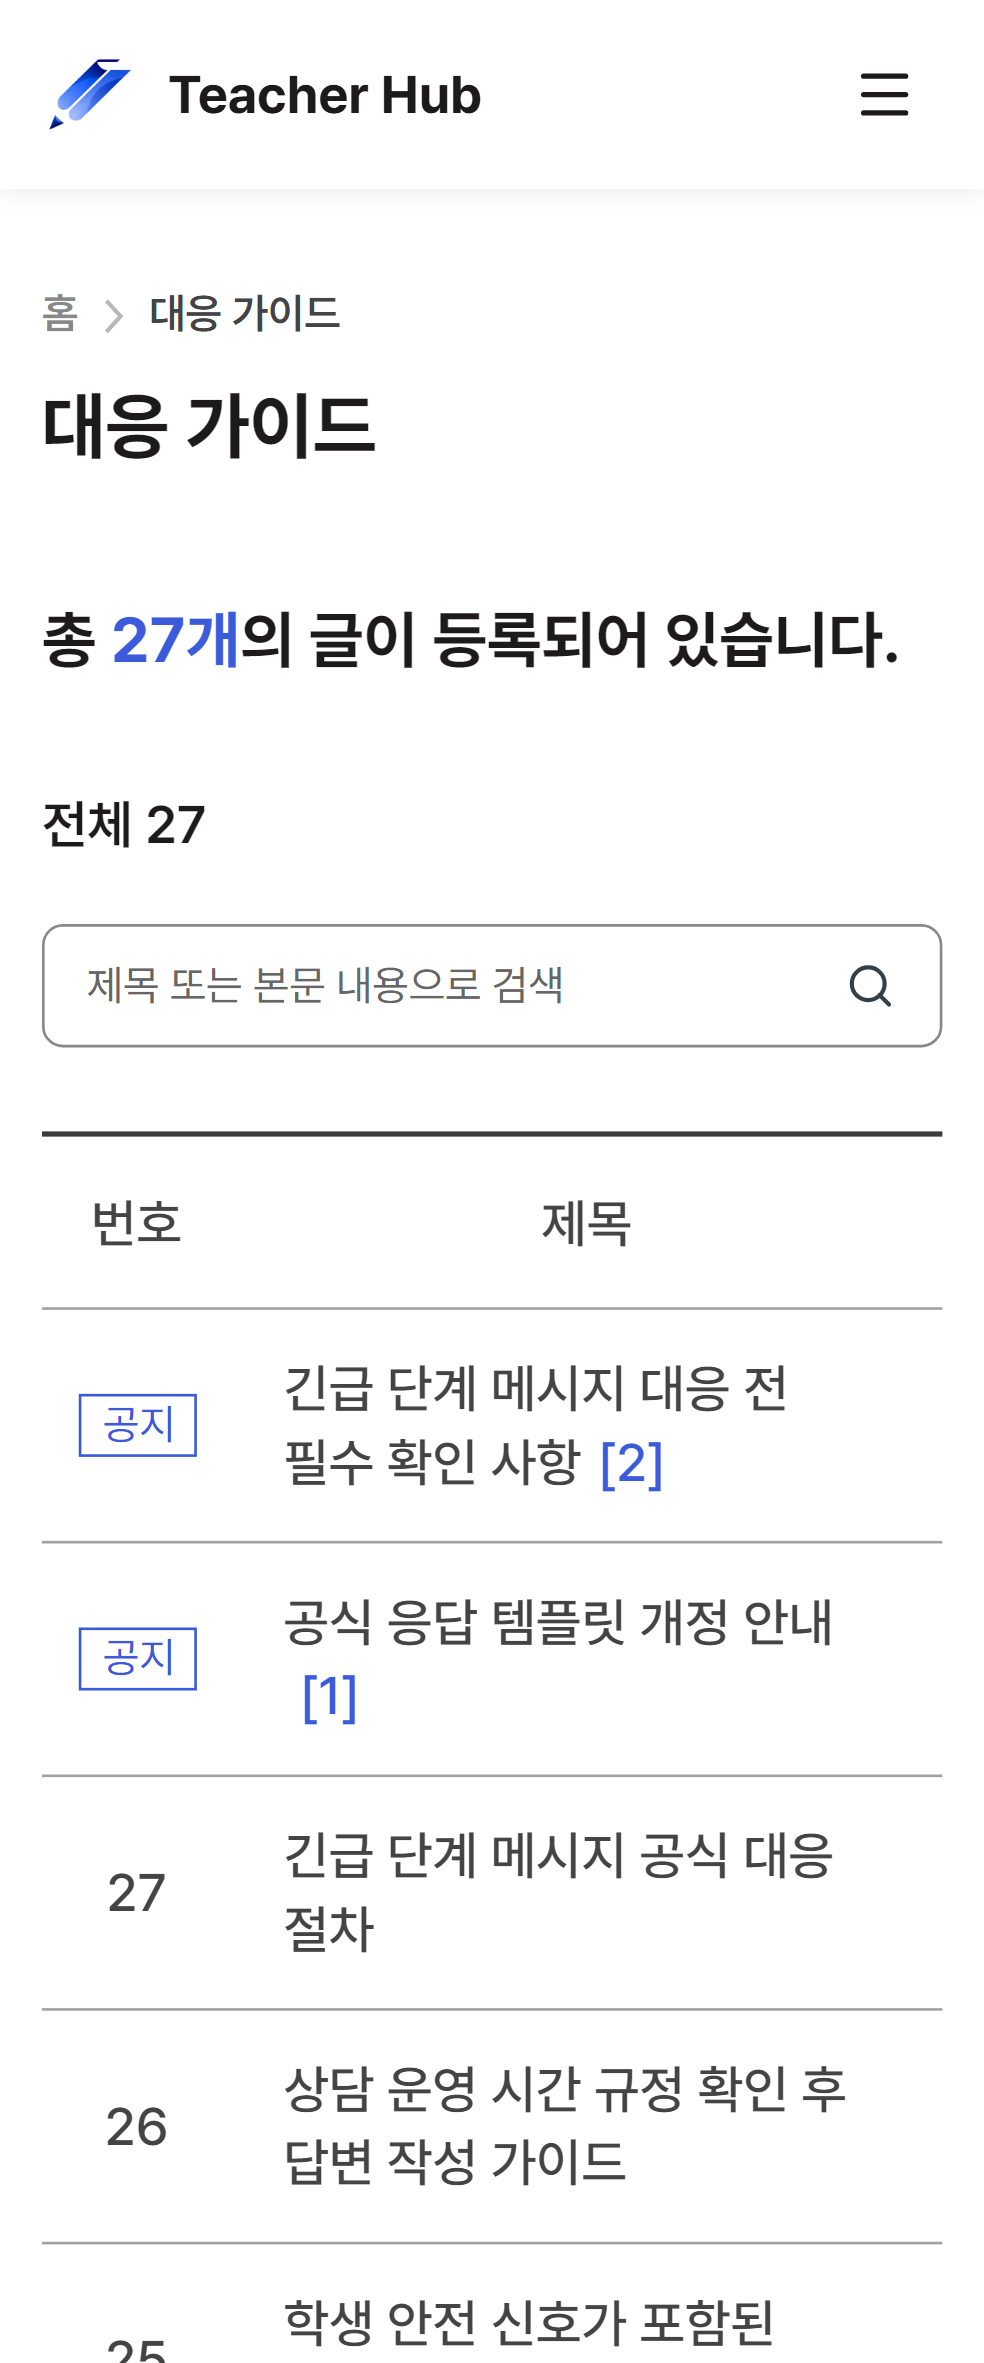 Teacher Hub
홈 > 대응 가이드
대응 가이드
총 27개의 글이 등록되어 있습니다.
전체 27
제목 또는 본문 내용으로 검색
번호 제목
공지 긴급 단계 메시지 대응 전
필수 확인 사항 [2]
공지 공식 응답 템플릿 개정 안내
[1]
27 긴급 단계 메시지 공식 대응
절차
26 상담 운영 시간 규정 확인 후
답변 작성 가이드
25 학생 안전 신호가 포함된